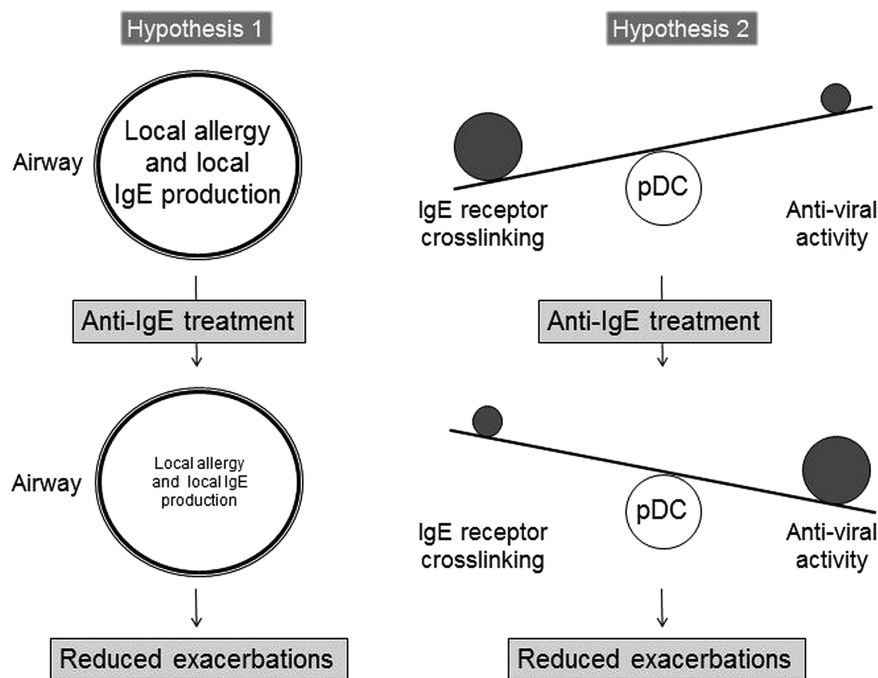 Hypothesis 1
Airway
Local allergy
and local
IgE production
Anti-IgE treatment
Airway
Local allergy
and local IgE
production
Reduced exacerbations
Hypothesis 2
pDC
IgE receptor
crosslinking
Anti-viral
activity
Anti-IgE treatment
pDC
IgE receptor
crosslinking
Anti-viral
activity
Reduced exacerbations